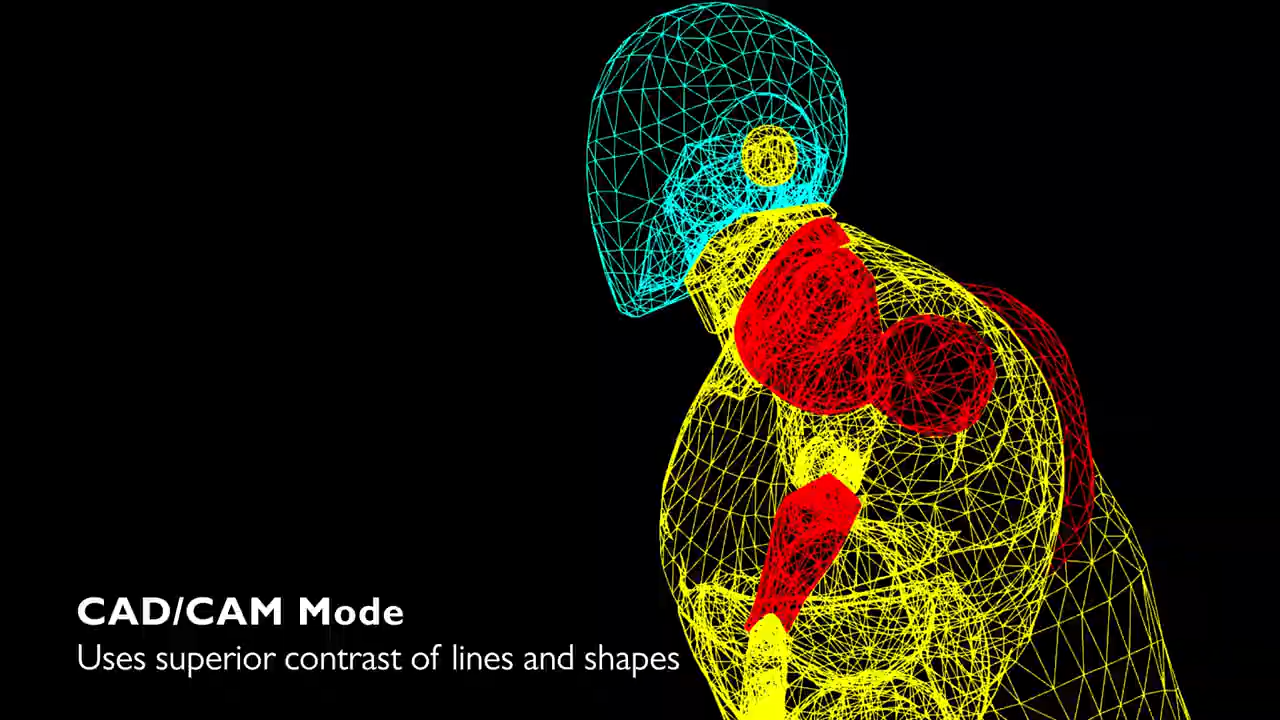 CAD/CAM Mode
Uses superior contrast of lines and shapes